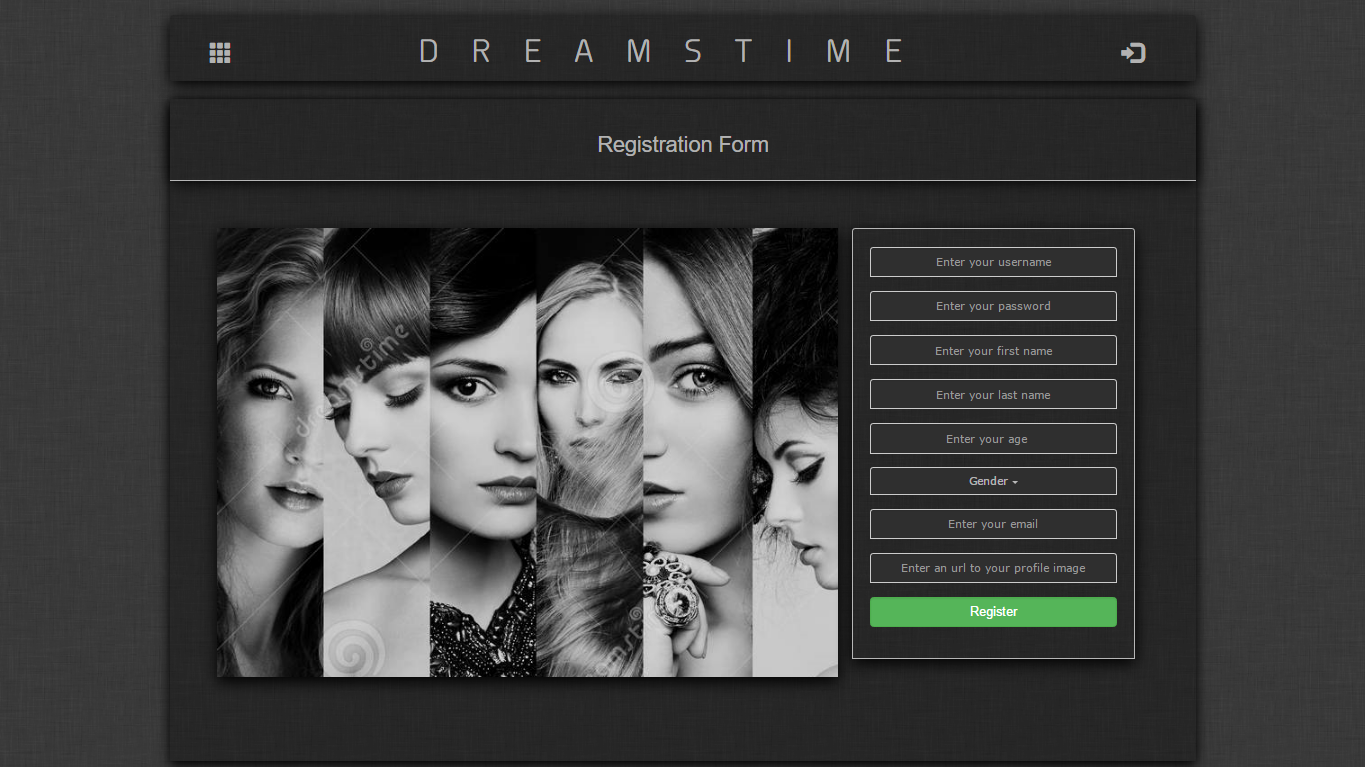 DREAMSTIME
Registration Form
Enter your username
Enter your password
Enter your first name
Enter your last name
Enter your age
Gender
Enter your email
Enter an url to your profile image
Register
dreamstime